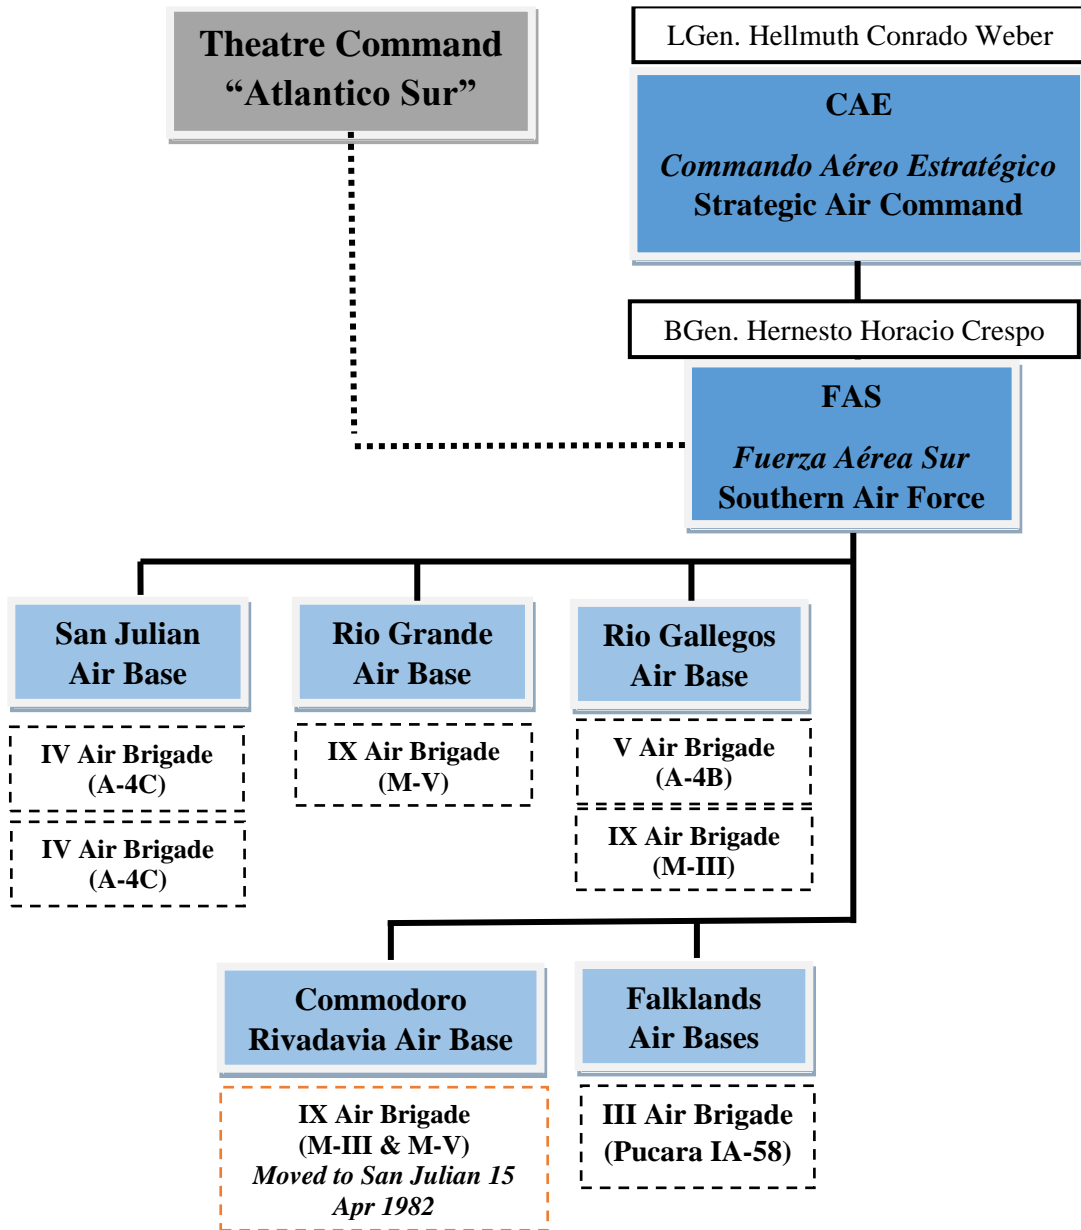 Theatre Command
“Atlantico Sur”
LGen. Hellmuth Conrado Weber
CAE
Commando Aéreo Estratégico
Strategic Air Command
BGen. Hernesto Horacio Crespo
FAS
Fuerza Aérea Sur
Southern Air Force
San Julian
Air Base
Rio Grande
Air Base
Rio Gallegos
Air Base
IV Air Brigade
(A-4C)
IV Air Brigade
(A-4C)
IX Air Brigade
(M-V)
V Air Brigade
(A-4B)
IX Air Brigade
(M-III)
Commodoro
Rivadavia Air Base
Falklands
Air Bases
IX Air Brigade
(M-III & M-V)
Moved to San Julian 15
Apr 1982
III Air Brigade
(Pucara IA-58)